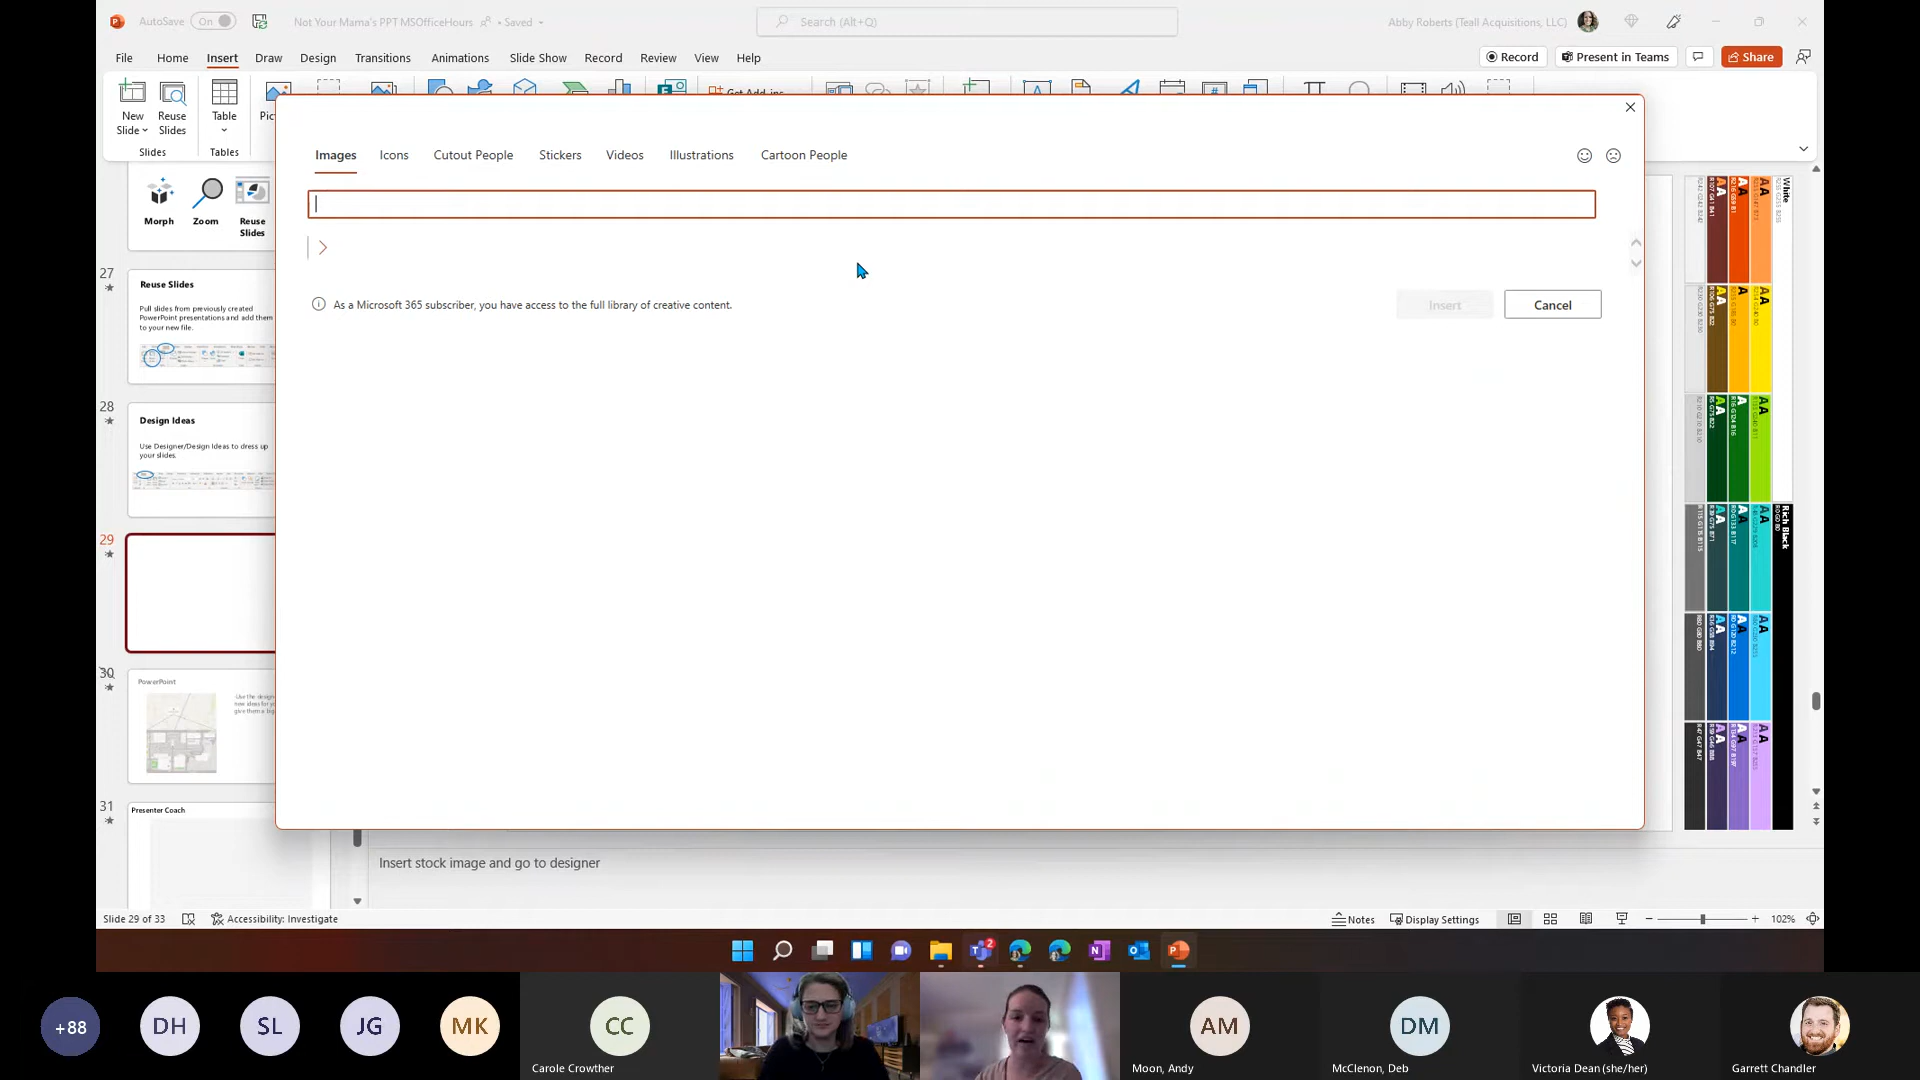 AutoSave On
Not Your Mama's PPT MSOfficeHours • Saved
Search (Alt+Q)
Abby Roberts (Teall Acquisitions, LLC)
File Home Insert Draw Design Transitions Animations Slide Show Record Review View Help
Record Present in Teams Share
New Slide
Reuse Slides
Table
Get Add-ins
Slides
Tables
Images Icons Cutout People Stickers Videos Illustrations Cartoon People
As a Microsoft 365 subscriber, you have access to the full library of creative content.
Insert Cancel
Morph
Zoom
Reuse Slides
27
Reuse Slides
Pull slides from previously created
PowerPoint presentations and add them
to your new file.
28
Design Ideas
Use Designer/Design Ideas to dress up
your slides.
29
30
PowerPoint
31
Presenter Coach
White
Rich Black
Insert stock image and go to designer
Slide 29 of 33
Accessibility: Investigate
Notes
Display Settings
102%
+88
DH
SL
JG
MK
CC
Carole Crowther
AM
Moon, Andy
DM
McClenon, Deb
Victoria Dean (she/her)
Garrett Chandler